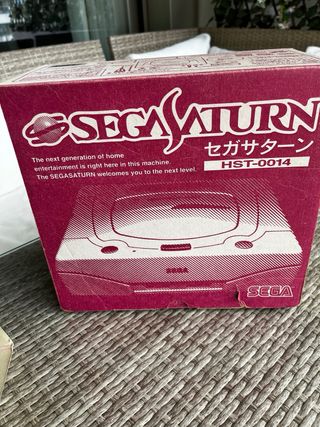 SEGASATURN
The next generation of home
entertainment is right here in this machine.
The SEGASATURN welcomes you to the next level.
セガサターン
HST-0014
SEGA
SEGA